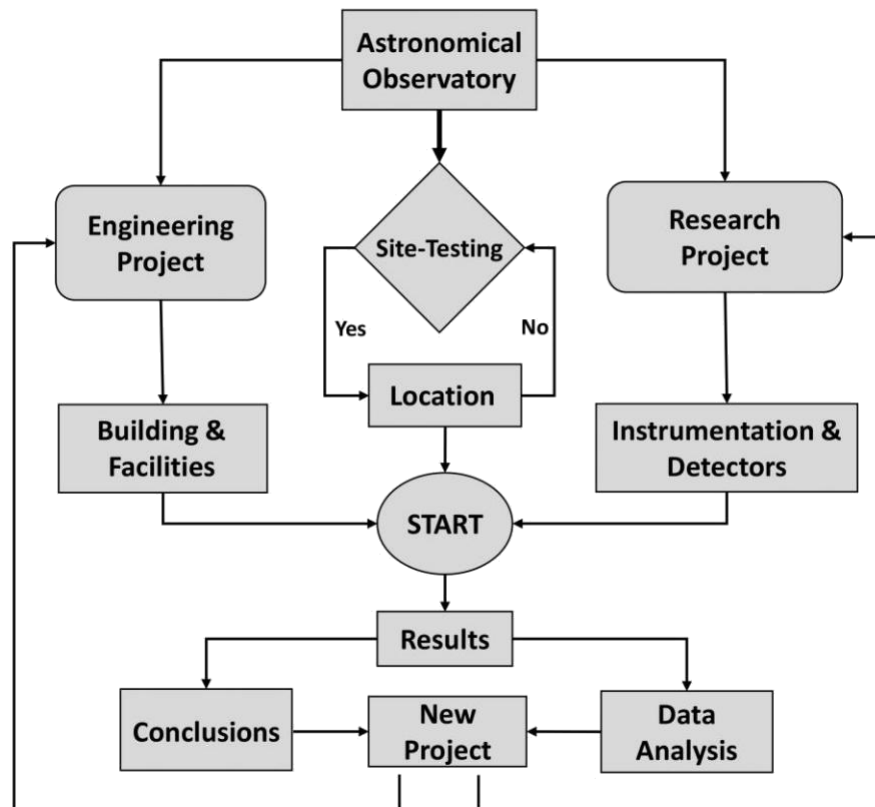 Astronomical
Observatory
Engineering
Project
Site-Testing
Research
Project
Yes
No
Location
Building &
Facilities
Instrumentation &
Detectors
START
Results
Conclusions
New
Project
Data
Analysis